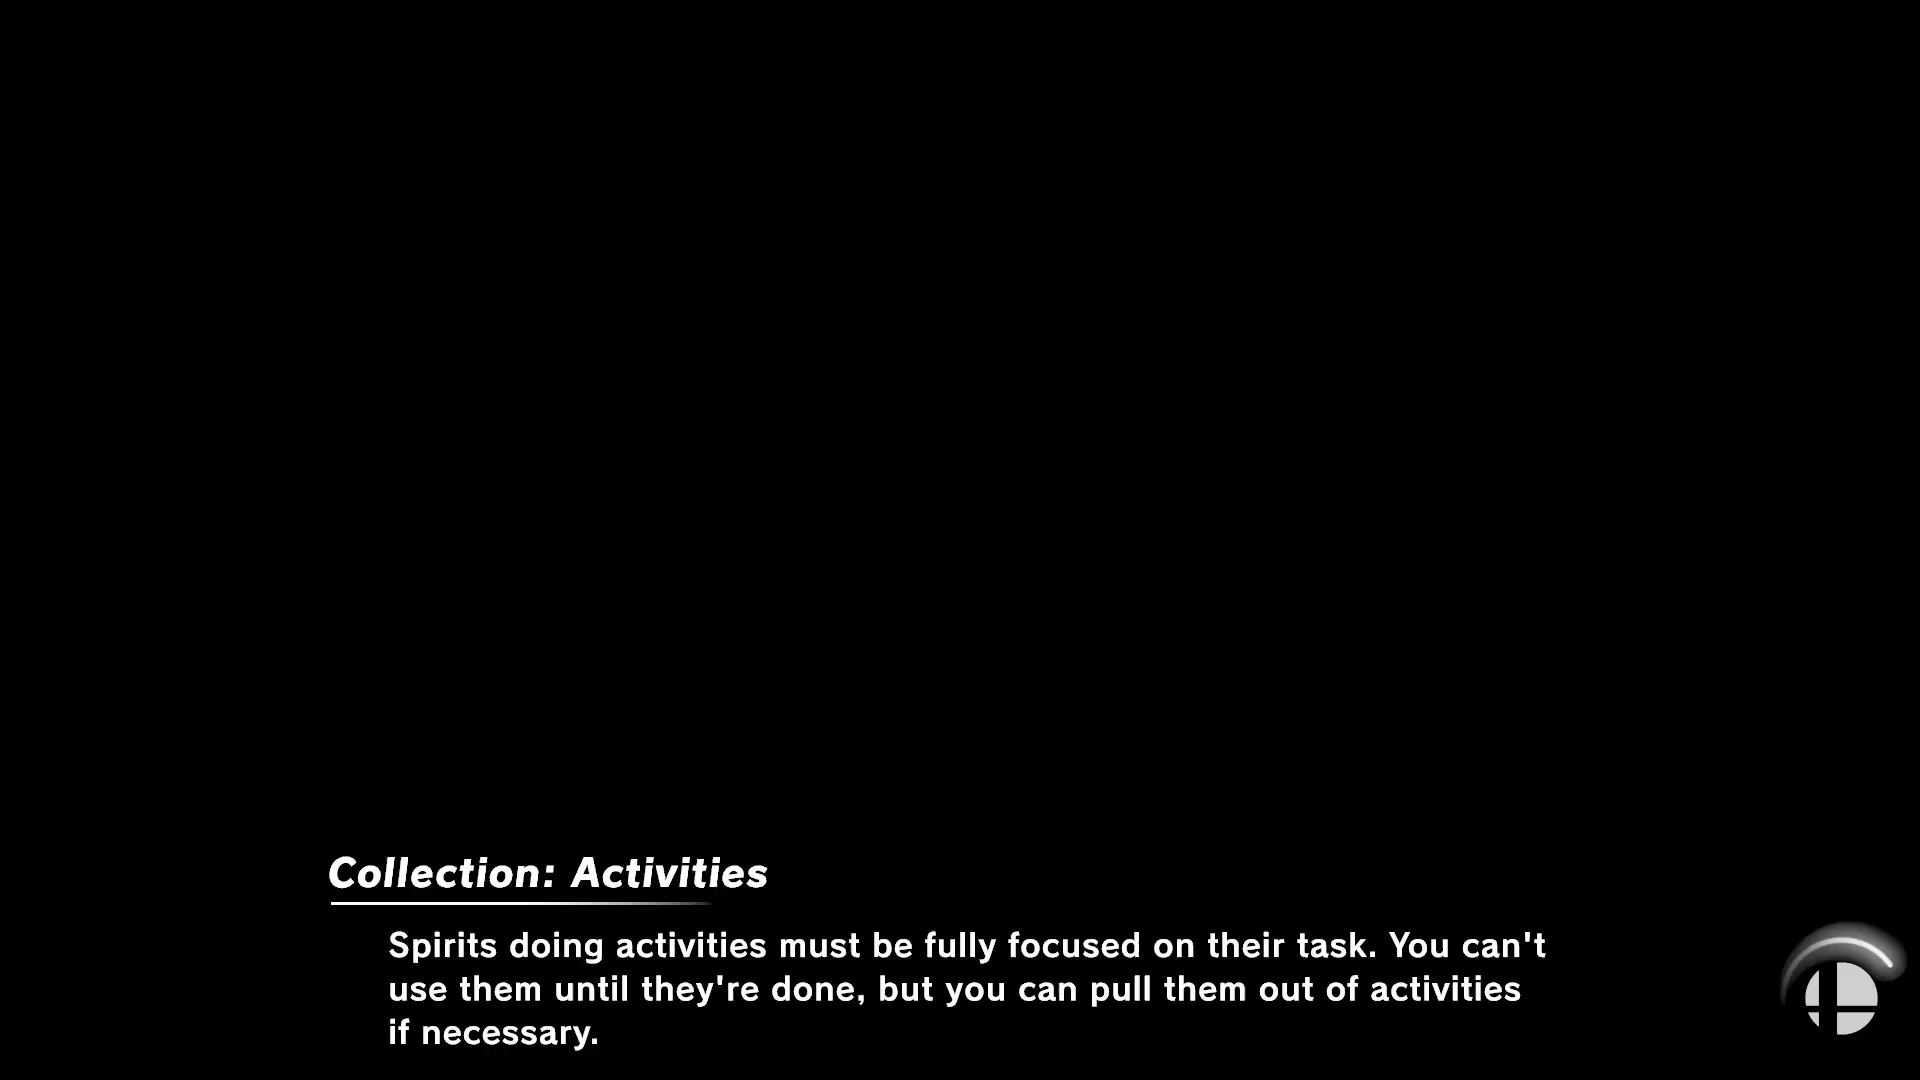 Collection: Activities
Spirits doing activities must be fully focused on their task. You can't
use them until they're done, but you can pull them out of activities
if necessary.